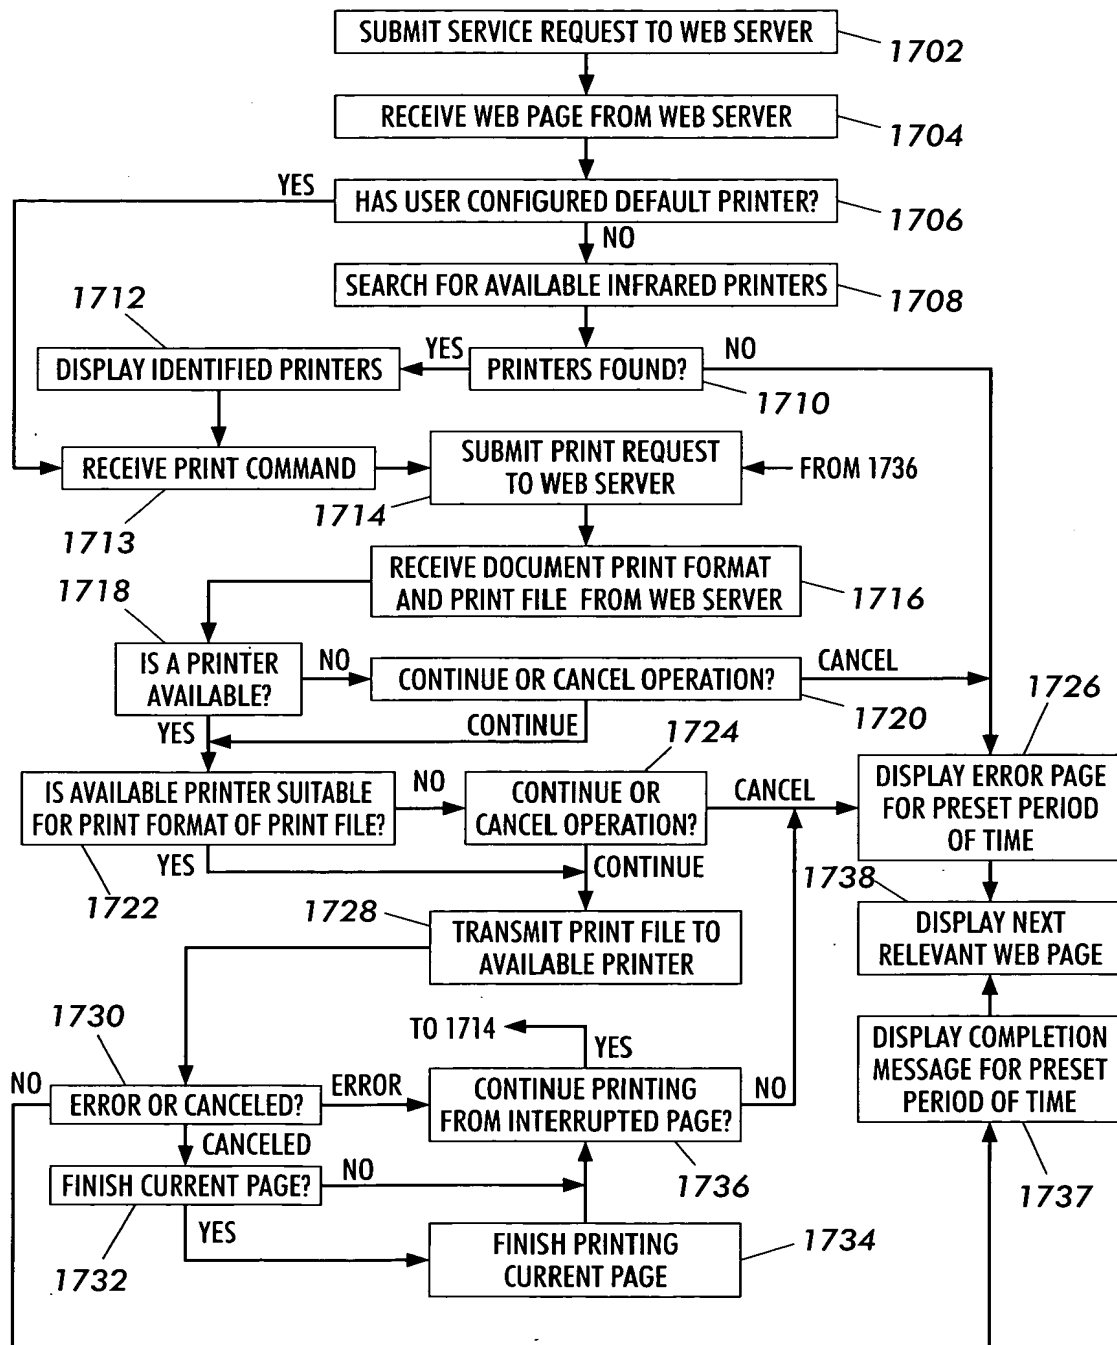 SUBMIT SERVICE REQUEST TO WEB SERVER
1702
RECEIVE WEB PAGE FROM WEB SERVER
1704
YES
HAS USER CONFIGURED DEFAULT PRINTER?
1706
NO
SEARCH FOR AVAILABLE INFRARED PRINTERS
1708
1712
DISPLAY IDENTIFIED PRINTERS
YES
PRINTERS FOUND?
NO
1710
RECEIVE PRINT COMMAND
1713
SUBMIT PRINT REQUEST
TO WEB SERVER
1714
FROM 1736
RECEIVE DOCUMENT PRINT FORMAT
AND PRINT FILE FROM WEB SERVER
1716
1718
IS A PRINTER
AVAILABLE?
NO
YES
CONTINUE OR CANCEL OPERATION?
1720
CANCEL
CONTINUE
1724
1726
IS AVAILABLE PRINTER SUITABLE
FOR PRINT FORMAT OF PRINT FILE?
1722
NO
YES
CONTINUE OR
CANCEL OPERATION?
CANCEL
CONTINUE
DISPLAY ERROR PAGE
FOR PRESET PERIOD
OF TIME
1738
DISPLAY NEXT
RELEVANT WEB PAGE
1728
TRANSMIT PRINT FILE TO
AVAILABLE PRINTER
1730
NO
ERROR OR CANCELED?
ERROR
CANCELED
TO 1714
YES
CONTINUE PRINTING
FROM INTERRUPTED PAGE?
NO
1736
DISPLAY COMPLETION
MESSAGE FOR PRESET
PERIOD OF TIME
1737
FINISH CURRENT PAGE?
NO
YES
1732
FINISH PRINTING
CURRENT PAGE
1734